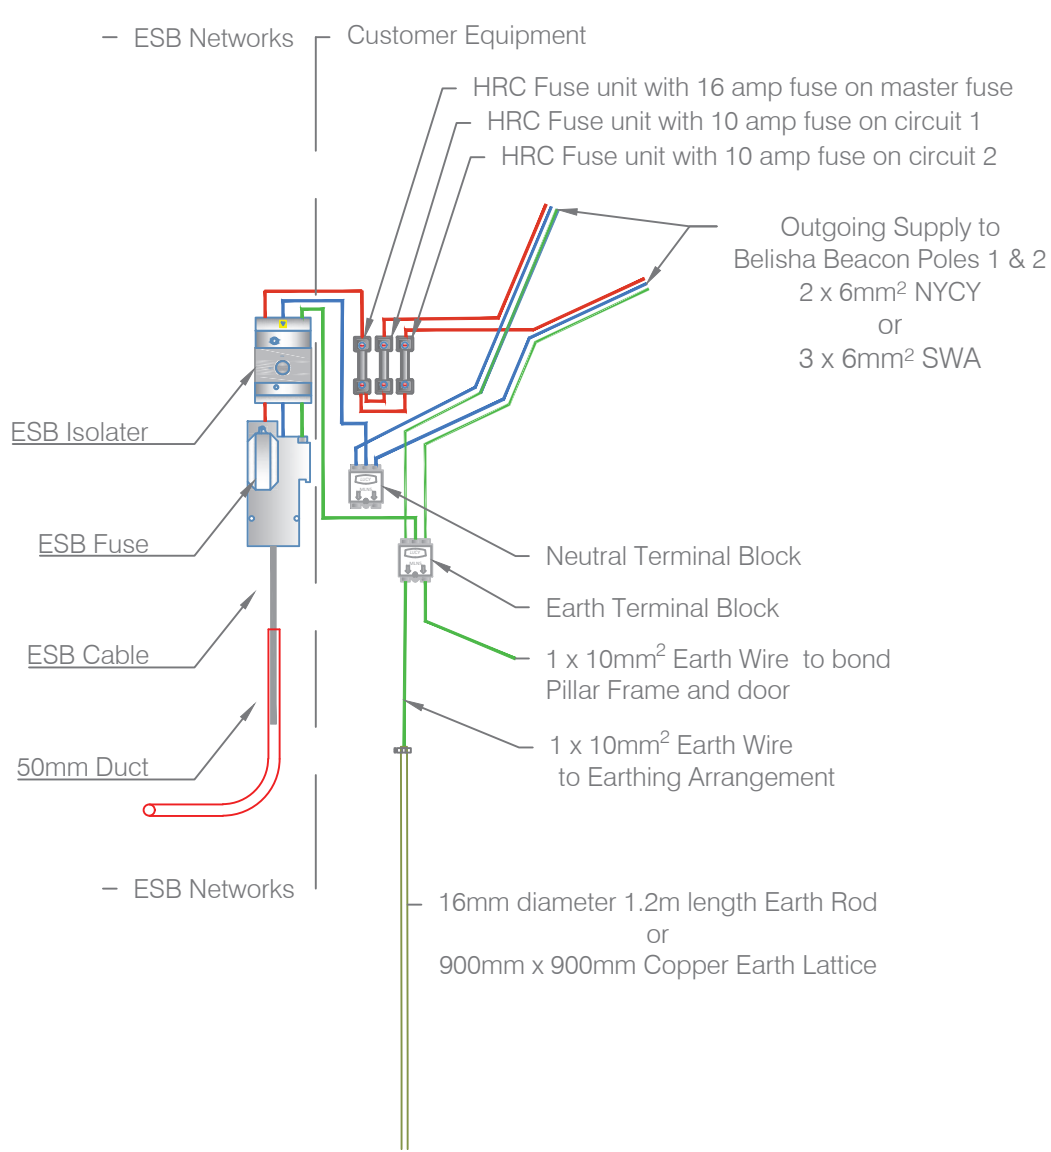 ESB Networks
Customer Equipment
HRC Fuse unit with 16 amp fuse on master fuse
HRC Fuse unit with 10 amp fuse on circuit 1
HRC Fuse unit with 10 amp fuse on circuit 2
Outgoing Supply to
Belisha Beacon Poles 1 & 2
2 x 6mm² NYCY
or
3 x 6mm² SWA
ESB Isolater
ESB Fuse
Neutral Terminal Block
Earth Terminal Block
ESB Cable
1 x 10mm² Earth Wire to bond
Pillar Frame and door
1 x 10mm² Earth Wire
to Earthing Arrangement
50mm Duct
ESB Networks
16mm diameter 1.2m length Earth Rod
or
900mm x 900mm Copper Earth Lattice